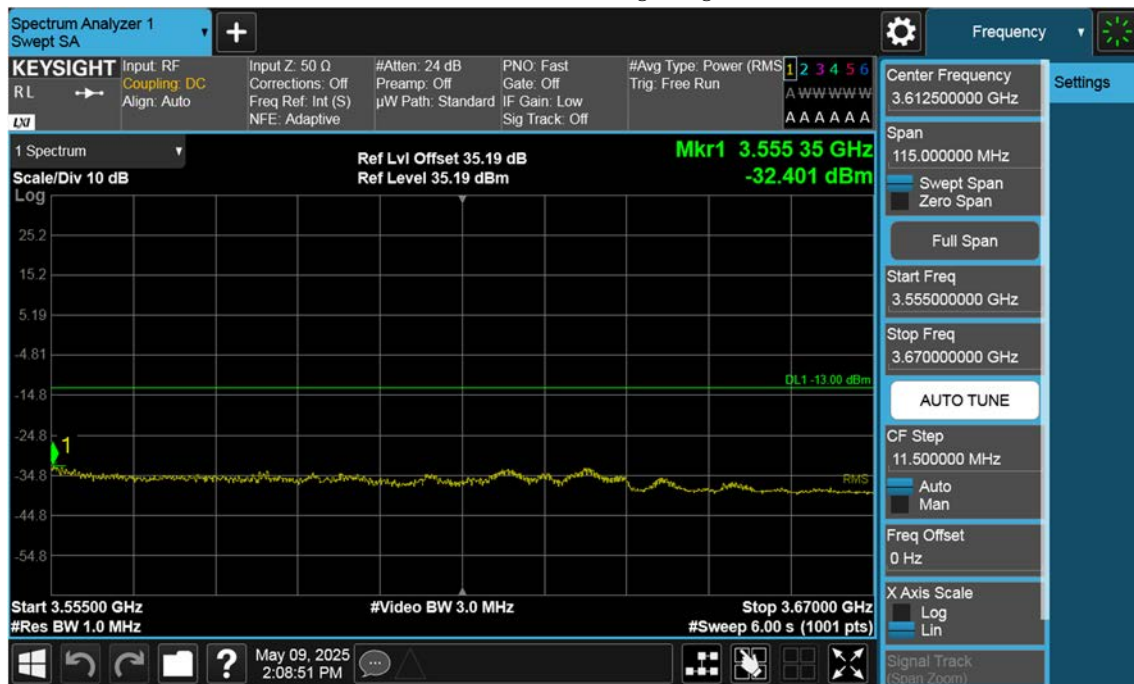 Spectrum Analyzer 1
Swept SA
Frequency
Settings
KEYSIGHT
R L
LXI
Input: RF
Coupling: DC
Align: Auto
Input Z: 50 Ω
Corrections: Off
Freq Ref: Int (S)
NFE: Adaptive
#Atten: 24 dB
Preamp: Off
µW Path: Standard
PNO: Fast
Gate: Off
IF Gain: Low
Sig Track: Off
#Avg Type: Power (RMS
Trig: Free Run
1 2 3 4 5 6
A W W W W W
A A A A A A
1 Spectrum
Scale/Div 10 dB
Ref Lvl Offset 35.19 dB
Ref Level 35.19 dBm
Mkr1 3.555 35 GHz
-32.401 dBm
Log
25.2
15.2
5.19
-4.81
DL1 -13.00 dBm
-14.8
-24.8
1
-34.8
RMS
-44.8
-54.8
Start 3.55500 GHz
#Video BW 3.0 MHz
Stop 3.67000 GHz
#Res BW 1.0 MHz
#Sweep 6.00 s (1001 pts)
Center Frequency
3.612500000 GHz
Span
115.000000 MHz
Swept Span
Zero Span
Full Span
Start Freq
3.555000000 GHz
Stop Freq
3.670000000 GHz
AUTO TUNE
CF Step
11.500000 MHz
Auto
Man
Freq Offset
0 Hz
X Axis Scale
Log
Lin
Signal Track
(Span Zoom)
?
May 09, 2025
2:08:51 PM